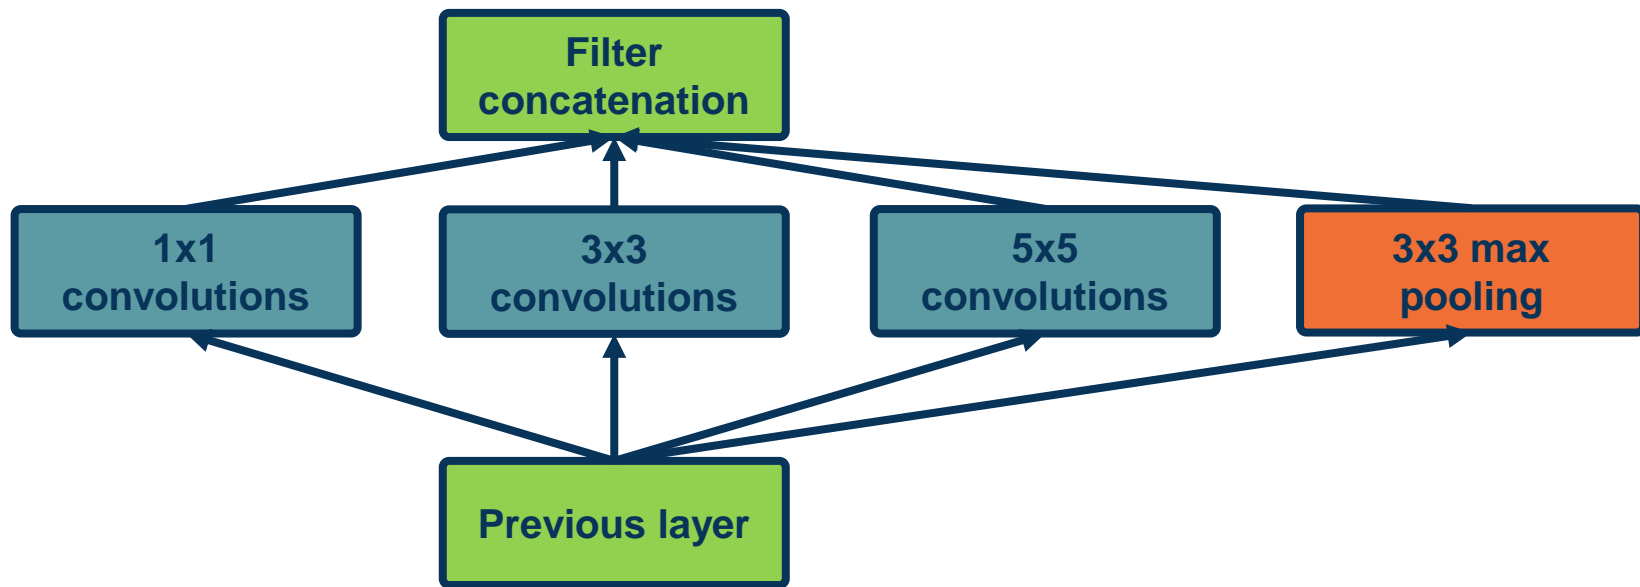 Filter
concatenation
1x1
convolutions
3x3
convolutions
5x5
convolutions
3x3 max
pooling
Previous layer